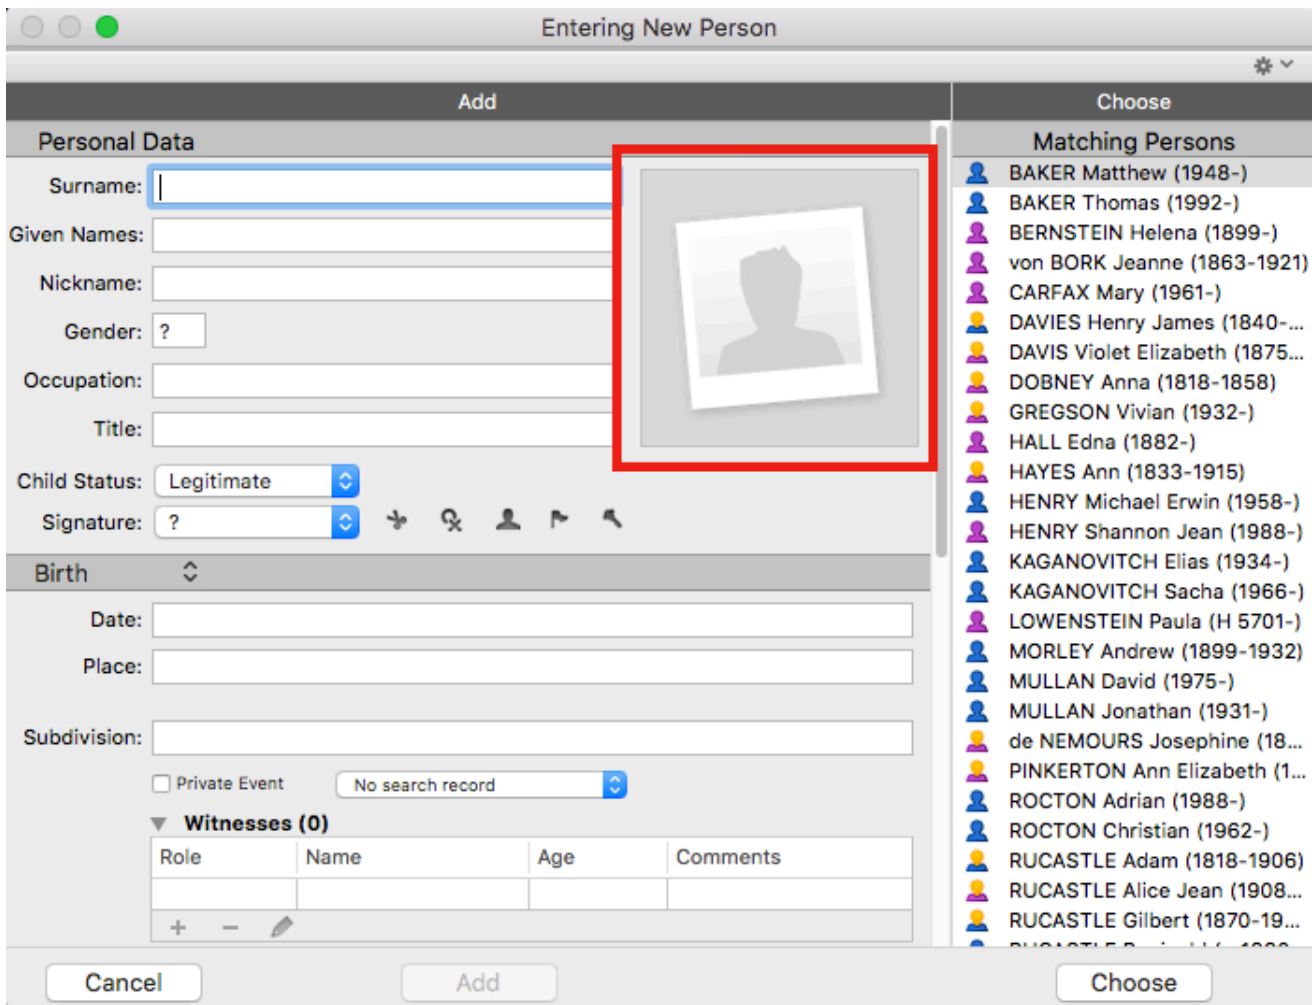 Entering New Person
Add
Choose
Personal Data
Surname:
Given Names:
Nickname:
Gender: ?
Occupation:
Title:
Child Status: Legitimate
Signature: ?
Birth
Date:
Place:
Subdivision:
Private Event No search record
Witnesses (0)
Role Name Age Comments
Cancel
Add
Matching Persons
BAKER Matthew (1948-)
BAKER Thomas (1992-)
BERNSTEIN Helena (1899-)
von BORK Jeanne (1863-1921)
CARFAX Mary (1961-)
DAVIES Henry James (1840-...
DAVIS Violet Elizabeth (1875...
DOBNEY Anna (1818-1858)
GREGSON Vivian (1932-)
HALL Edna (1882-)
HAYES Ann (1833-1915)
HENRY Michael Erwin (1958-)
HENRY Shannon Jean (1988-)
KAGANOVITCH Elias (1934-)
KAGANOVITCH Sacha (1966-)
LOWENSTEIN Paula (H 5701-)
MORLEY Andrew (1899-1932)
MULLAN David (1975-)
MULLAN Jonathan (1931-)
de NEMOURS Josephine (18...
PINKERTON Ann Elizabeth (1...
ROCTON Adrian (1988-)
ROCTON Christian (1962-)
RUCASTLE Adam (1818-1906)
RUCASTLE Alice Jean (1908...
RUCASTLE Gilbert (1870-19...
Choose